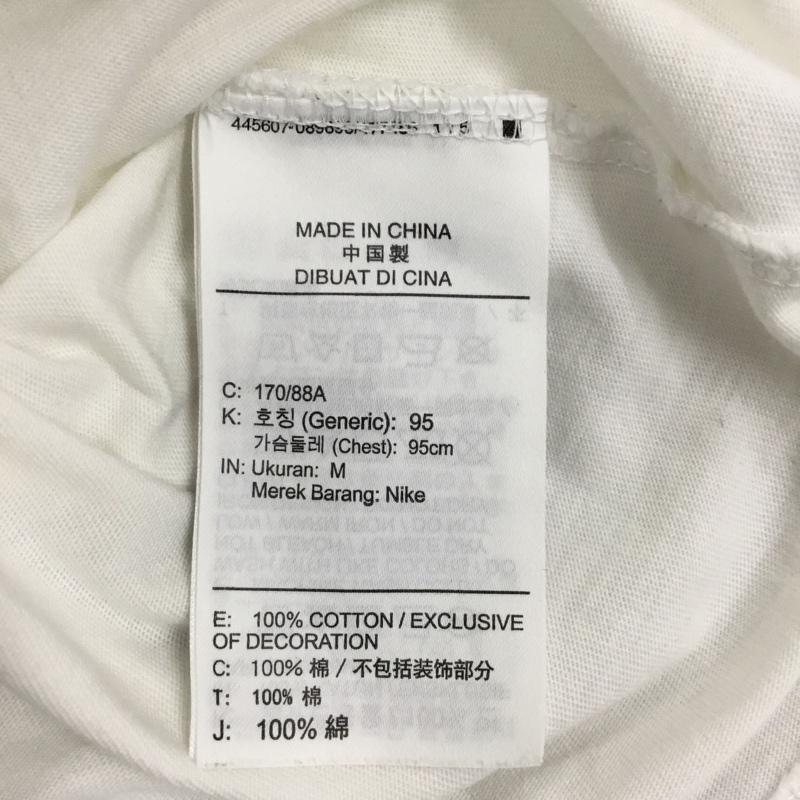 MADE IN CHINA
中国製
DIBUAT DI CINA
C: 170/88A
K: 호칭 (Generic): 95
가슴둘레 (Chest): 95cm
IN: Ukuran: M
Merek Barang: Nike
E: 100% COTTON / EXCLUSIVE
OF DECORATION
C: 100% 棉 / 不包括装饰部分
T: 100% 棉
J: 100% 綿